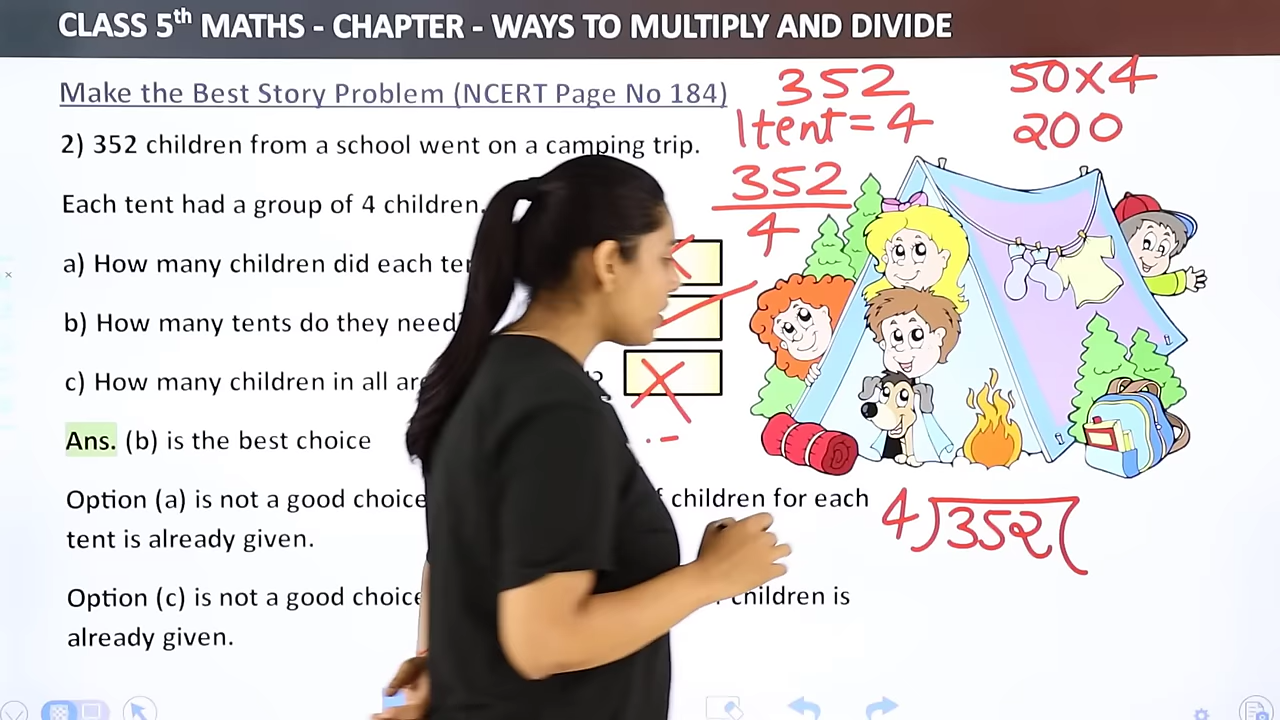 CLASS 5th MATHS - CHAPTER - WAYS TO MULTIPLY AND DIVIDE
Make the Best Story Problem (NCERT Page No 184)
2) 352 children from a school went on a camping trip.
Each tent had a group of 4 children.
a) How many children did each
b) How many tents do they need
c) How many children in all
Ans. (b) is the best choice
Option (a) is not a good choice children for each
tent is already given.
Option (c) is not a good choice children is
already given.
352
1 tent = 4
352
4
50 x 4
200
4)352(